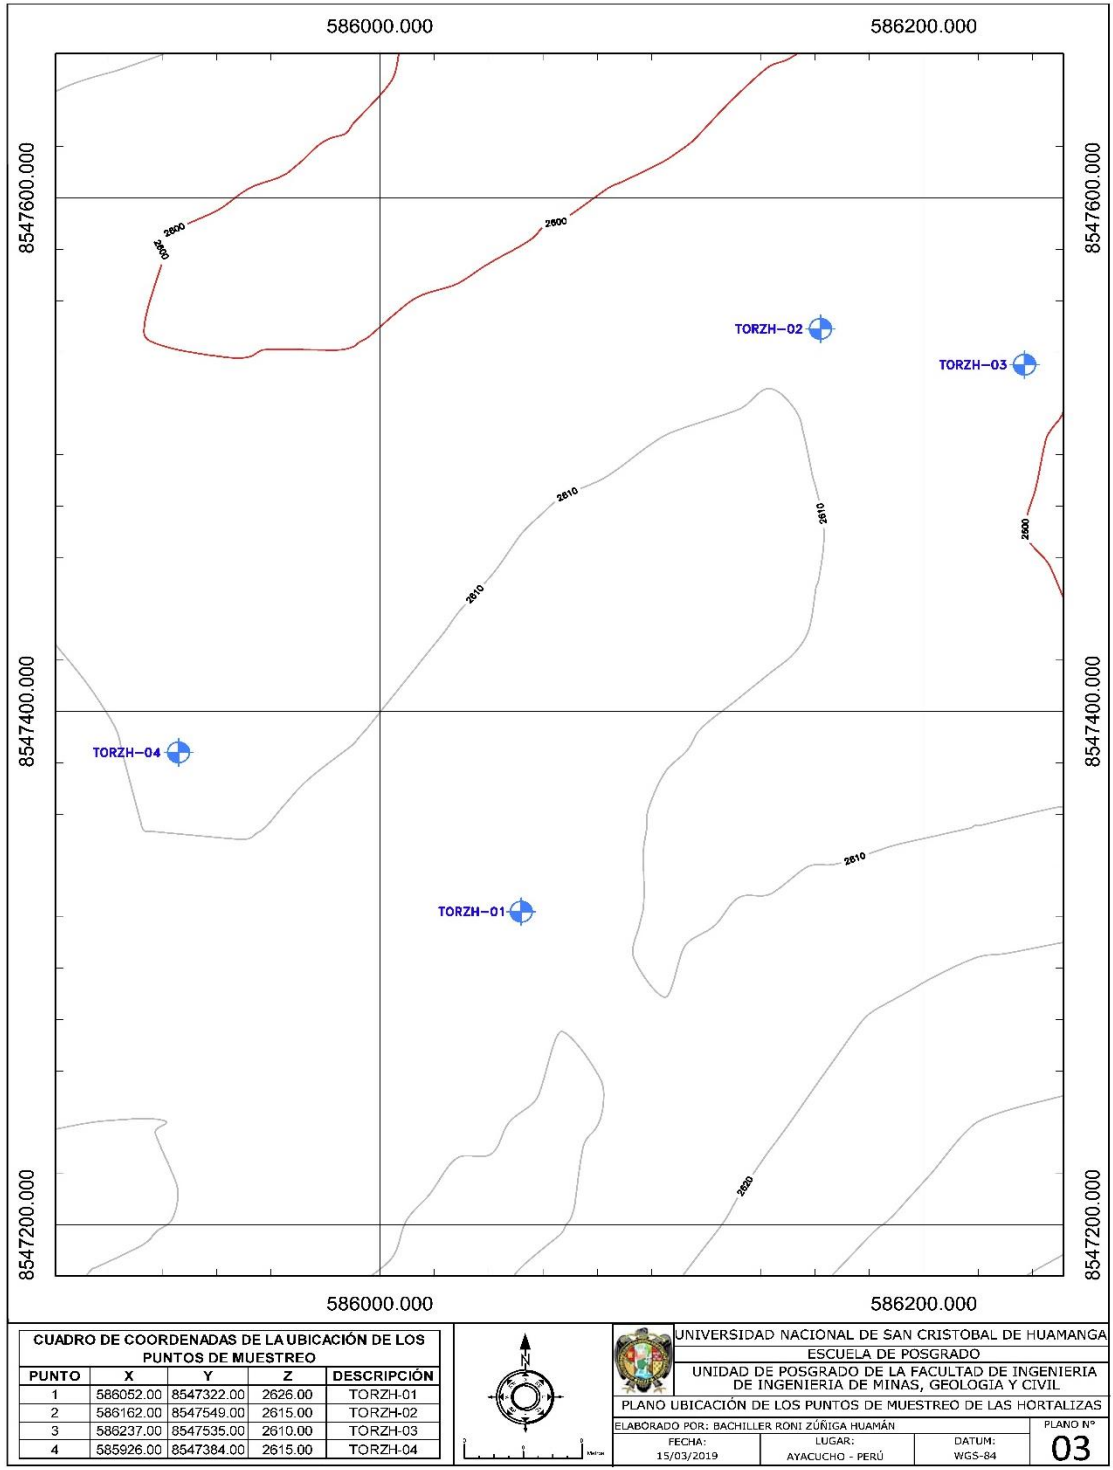 586000.000
586200.000
8547600.000
8547600.000
2600
2600
2600
TORZH-02
TORZH-03
2610
2610
2600
2610
8547400.000
8547400.000
TORZH-04
2610
TORZH-01
2620
8547200.000
8547200.000
586000.000
586200.000
CUADRO DE COORDENADAS DE LA UBICACIÓN DE LOS
PUNTOS DE MUESTREO
PUNTO X Y Z DESCRIPCIÓN
1 586052.00 8547322.00 2626.00 TORZH-01
2 586162.00 8547549.00 2615.00 TORZH-02
3 586237.00 8547535.00 2610.00 TORZH-03
4 585926.00 8547384.00 2615.00 TORZH-04
N
0 0 0
Metros
UNIVERSIDAD NACIONAL DE SAN CRISTOBAL DE HUAMANGA
ESCUELA DE POSGRADO
UNIDAD DE POSGRADO DE LA FACULTAD DE INGENIERIA
DE INGENIERIA DE MINAS, GEOLOGIA Y CIVIL
PLANO UBICACIÓN DE LOS PUNTOS DE MUESTREO DE LAS HORTALIZAS
ELABORADO POR: BACHILLER RONI ZÚÑIGA HUAMÁN
FECHA:
15/03/2019
LUGAR:
AYACUCHO - PERÚ
DATUM:
WGS-84
PLANO N°
03